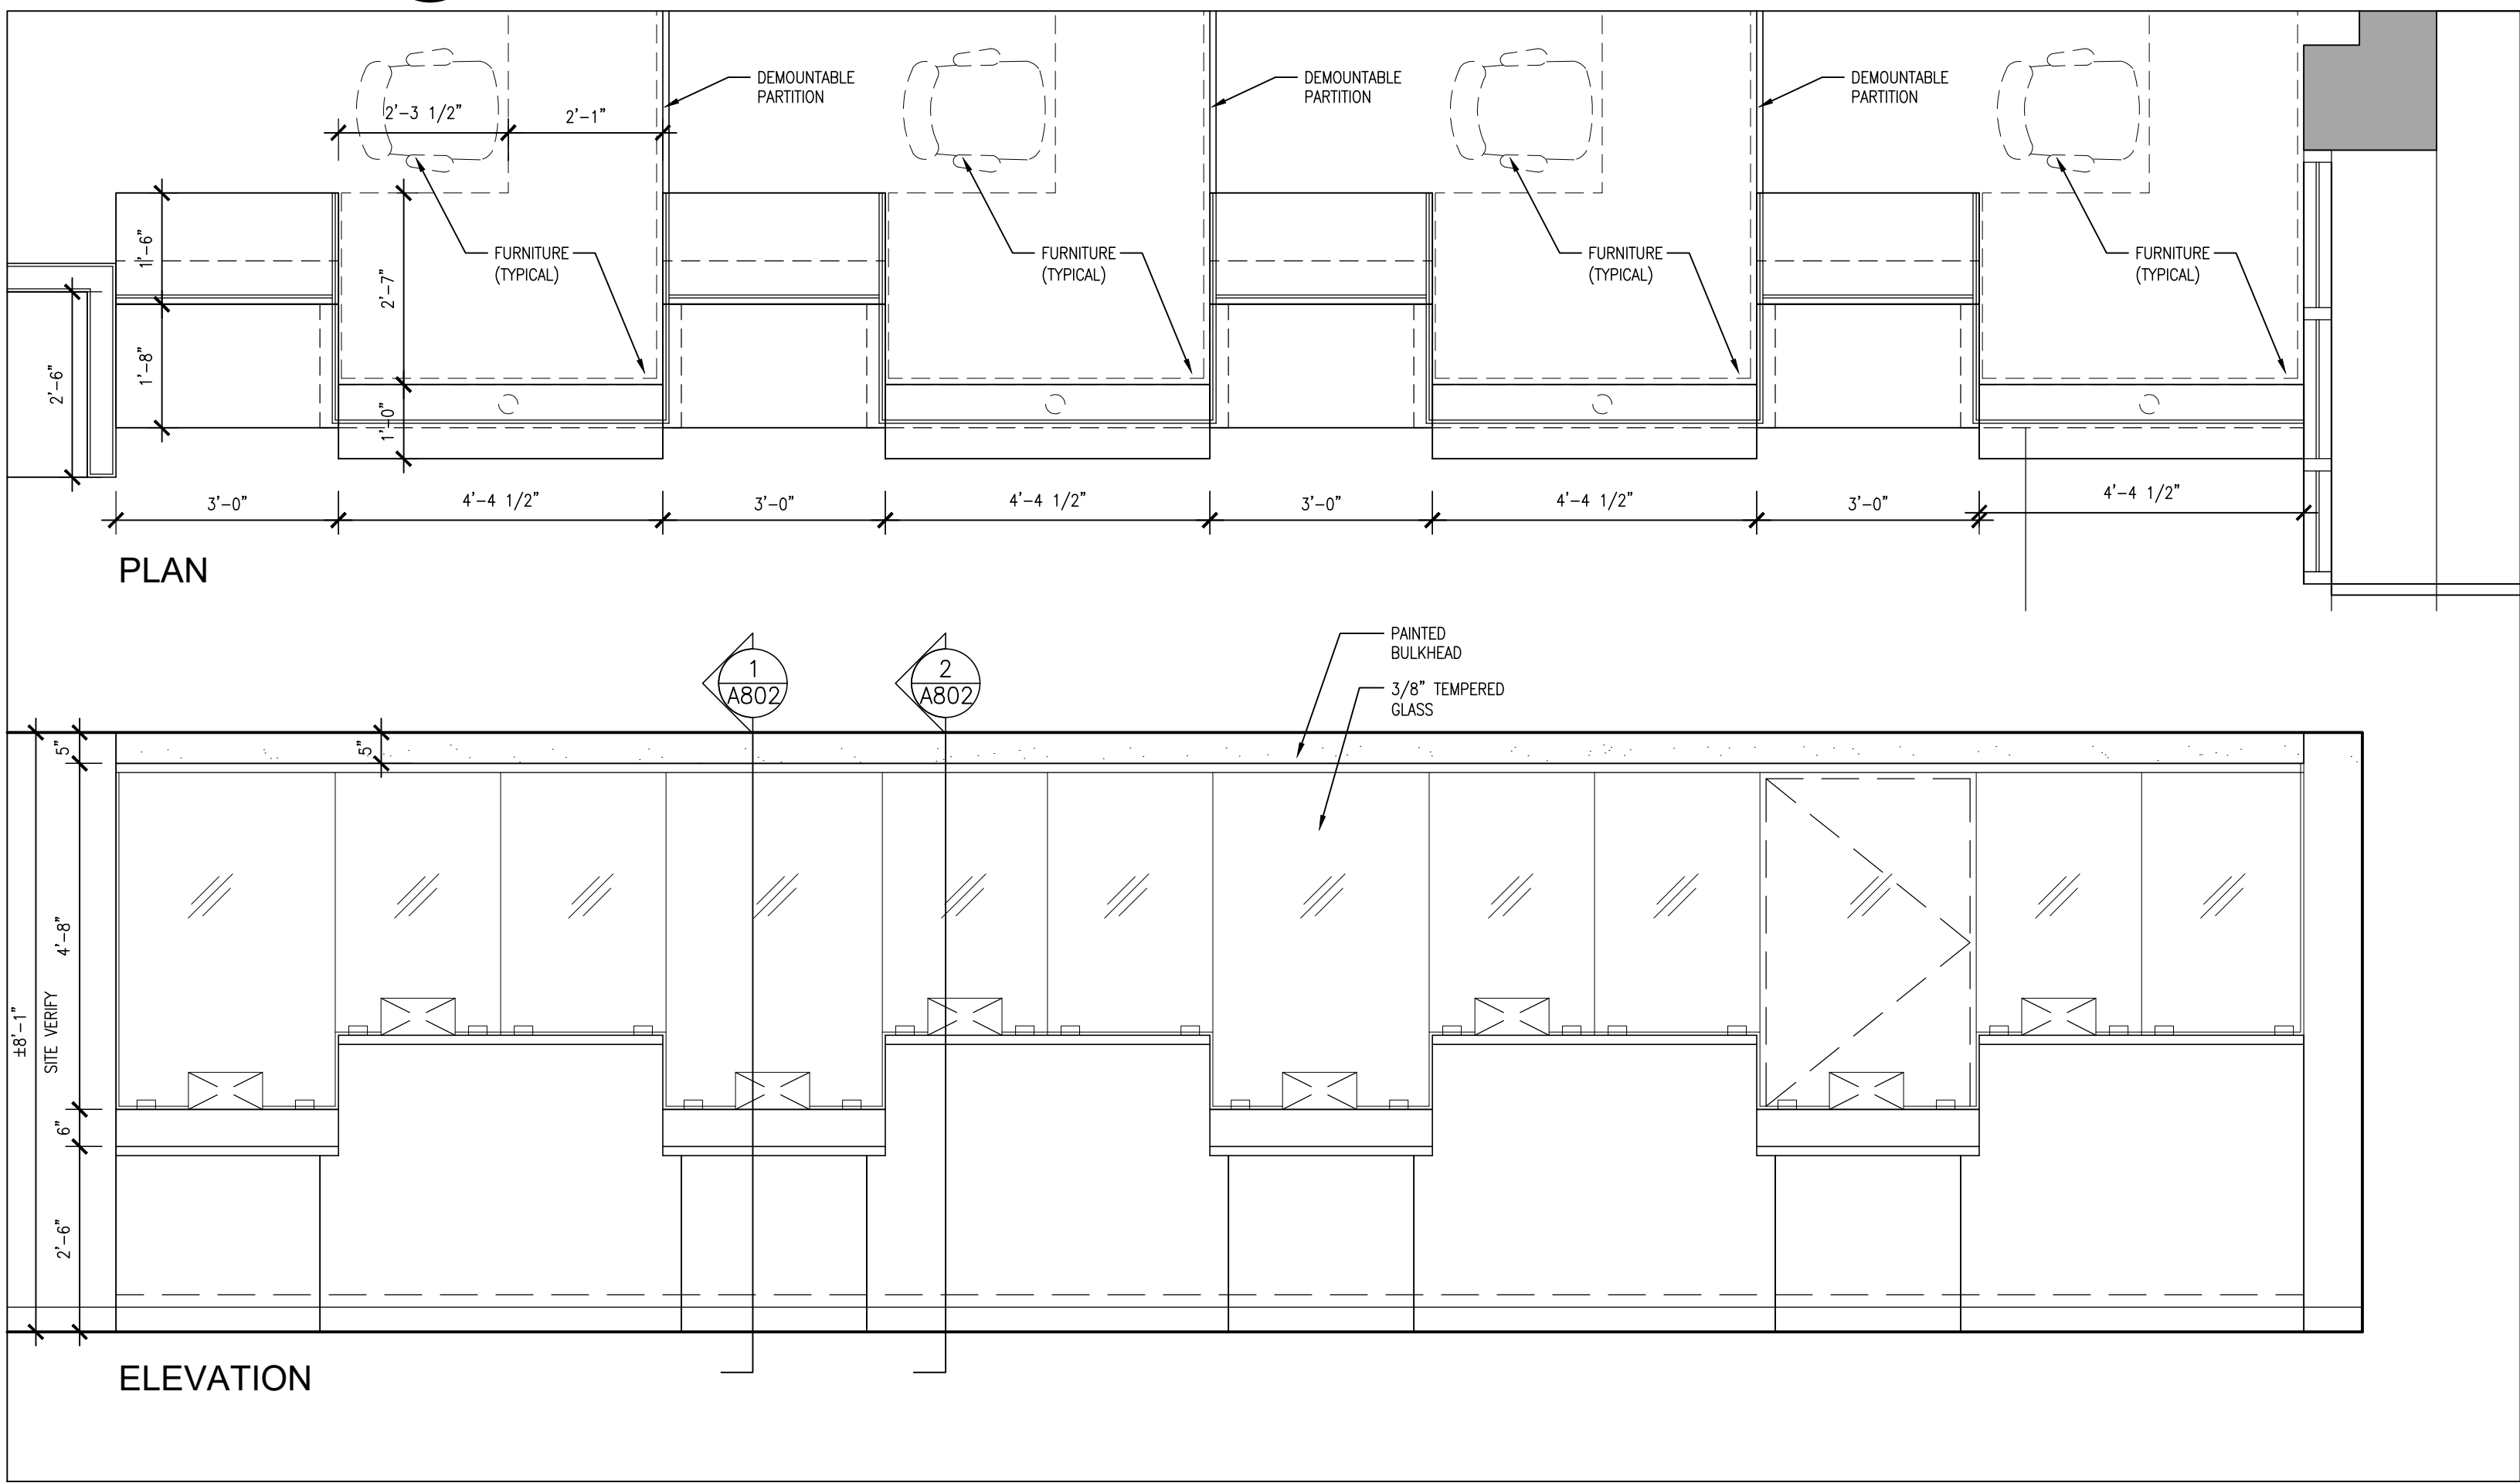 DEMOUNTABLE
PARTITION
DEMOUNTABLE
PARTITION
DEMOUNTABLE
PARTITION
2'-3 1/2"
2'-1"
1'-6"
2'-7"
1'-8"
2'-6"
1'-0"
FURNITURE
(TYPICAL)
FURNITURE
(TYPICAL)
FURNITURE
(TYPICAL)
FURNITURE
(TYPICAL)
3'-0"
4'-4 1/2"
3'-0"
4'-4 1/2"
3'-0"
4'-4 1/2"
3'-0"
4'-4 1/2"
PLAN
1
A802
2
A802
PAINTED
BULKHEAD
3/8" TEMPERED
GLASS
5"
5"
4'-8"
±8'-1"
SITE VERIFY
6"
2'-6"
ELEVATION